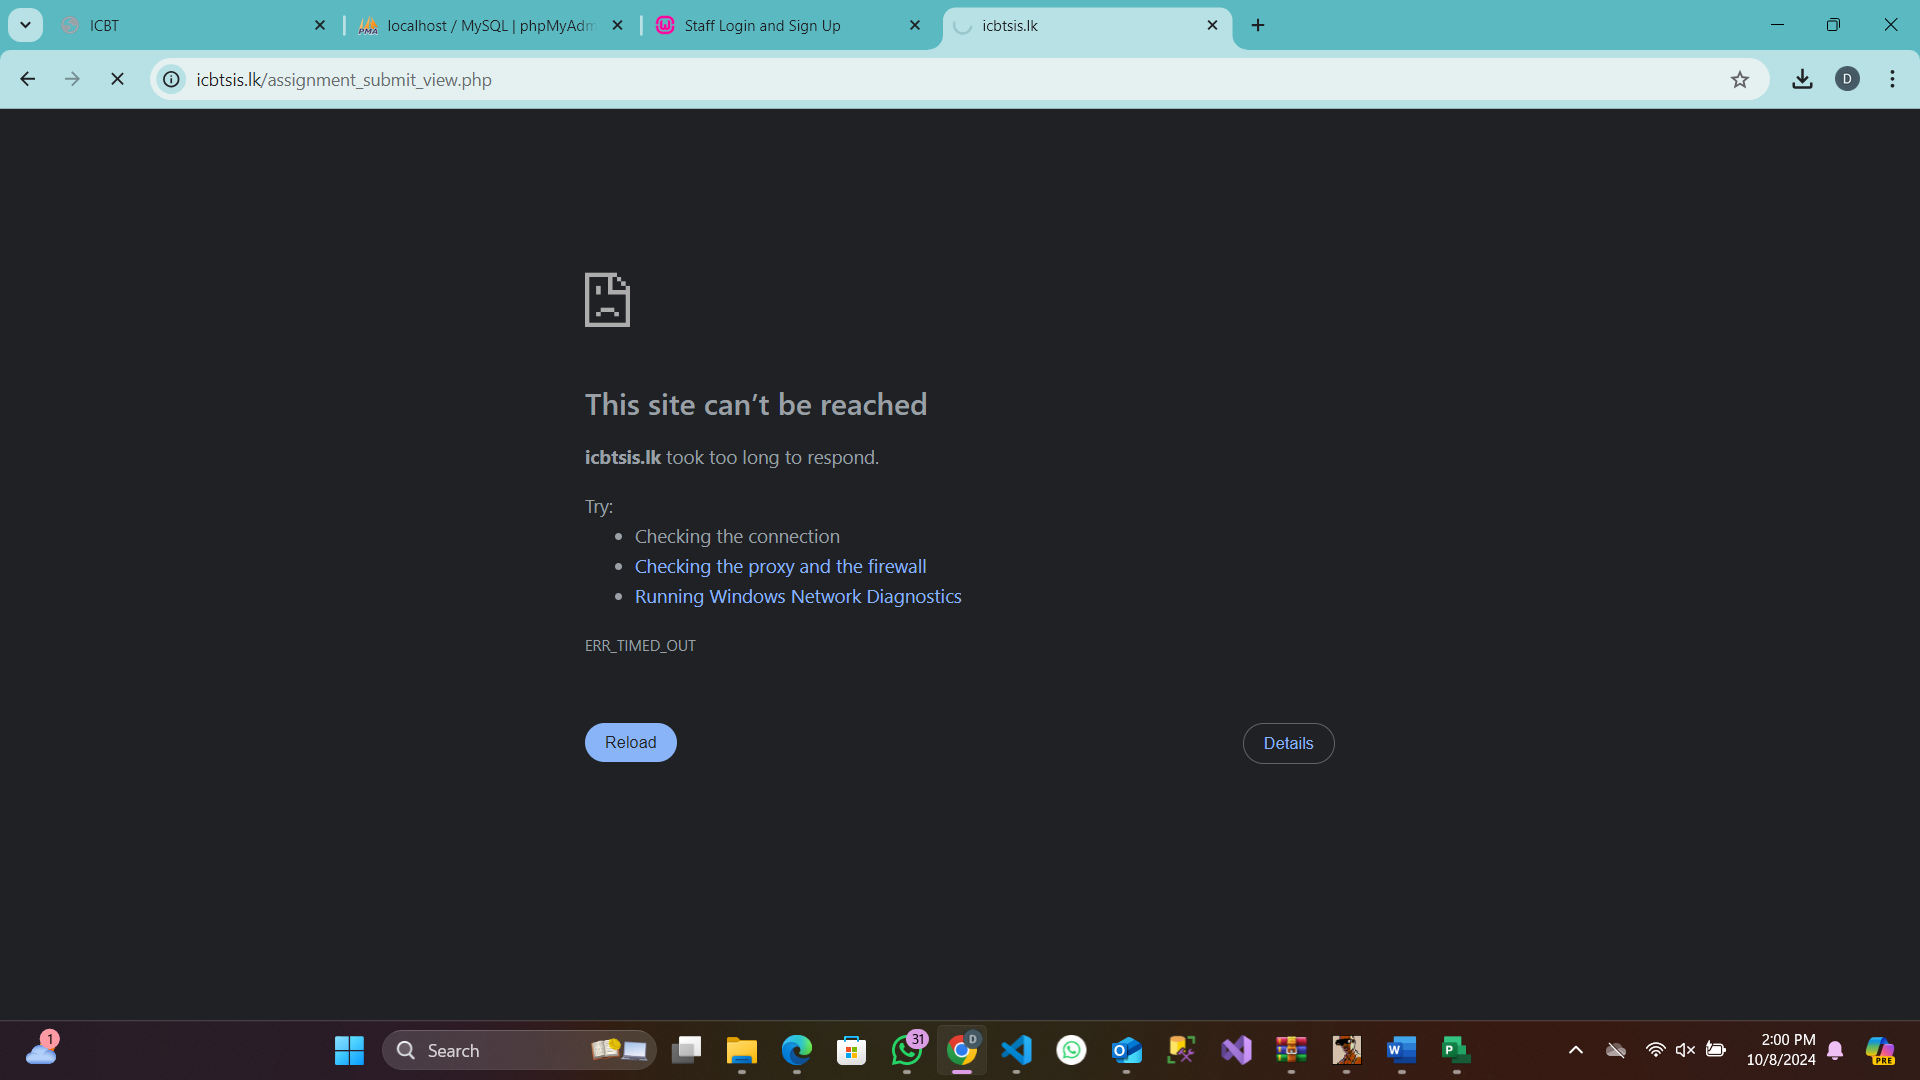 ICBT
localhost / MySQL | phpMyAdm
Staff Login and Sign Up
icbtsis.lk
icbtsis.lk/assignment_submit_view.php
D
This site can’t be reached
icbtsis.lk took too long to respond.
Try:
Checking the connection
Checking the proxy and the firewall
Running Windows Network Diagnostics
ERR_TIMED_OUT
Reload
Details
1
Search
31
D
2:00 PM
10/8/2024
PRE